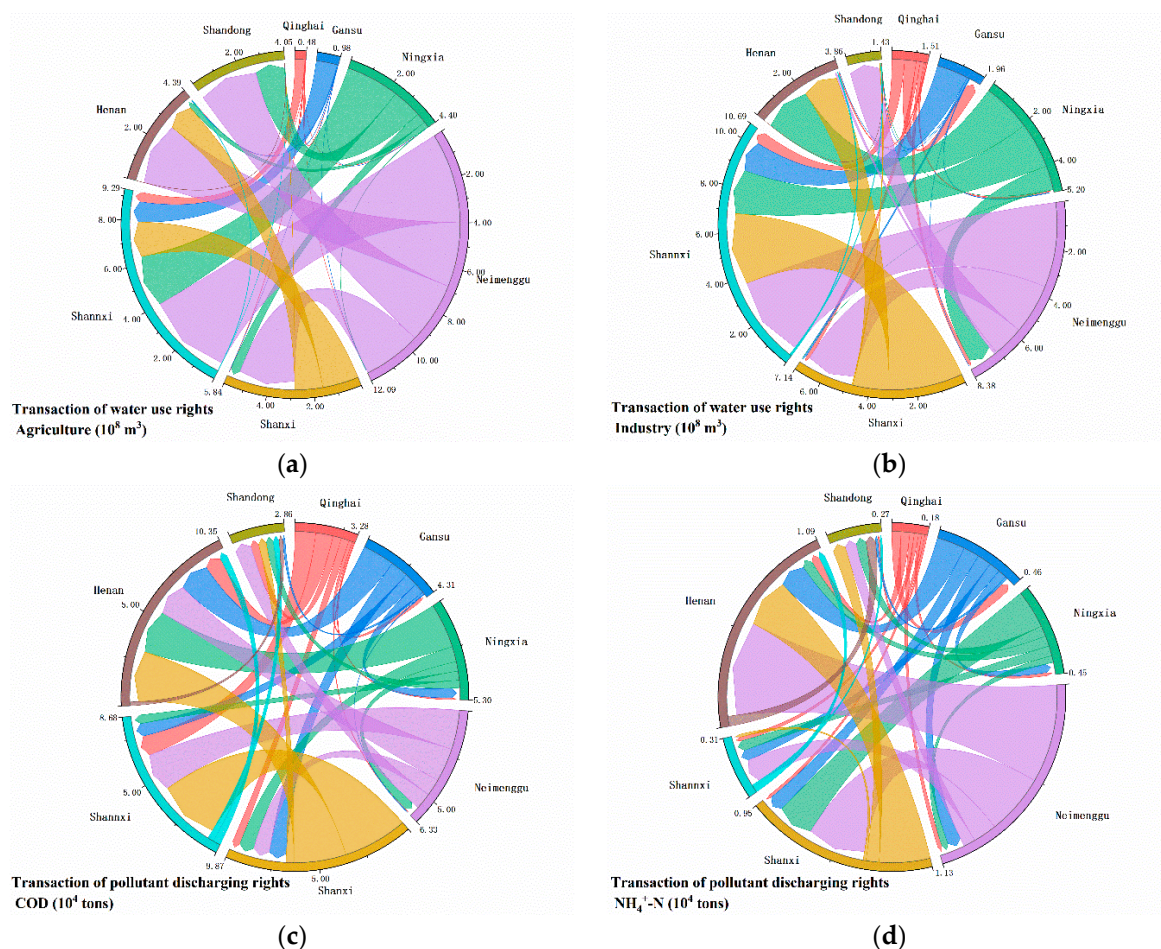 Shandong
Qinghai
Gansu
Ningxia
Neimenggu
Shanxi
Shannxi
Henan
2.00
4.05
0.48
0.98
2.00
4.40
2.00
4.00
6.00
8.00
10.00
12.09
2.00
4.00
5.84
2.00
4.00
6.00
8.00
9.29
2.00
4.39
Transaction of water use rights
Agriculture (10⁸ m³)
(a)
Shandong
Qinghai
Gansu
Ningxia
Neimenggu
Shanxi
Shannxi
Henan
1.43
1.51
1.96
2.00
4.00
5.20
2.00
4.00
6.00
8.38
2.00
4.00
6.00
7.14
2.00
4.00
6.00
8.00
10.00
10.69
2.00
3.86
Transaction of water use rights
Industry (10⁸ m³)
(b)
Shandong
Qinghai
Gansu
Ningxia
Neimenggu
Shanxi
Shannxi
Henan
2.86
3.28
4.31
5.30
5.00
6.33
5.00
9.87
5.00
8.68
5.00
10.35
Transaction of pollutant discharging rights
COD (10⁴ tons)
(c)
Shandong
Qinghai
Gansu
Ningxia
Neimenggu
Shanxi
Shannxi
Henan
0.27
0.18
0.46
0.45
1.13
0.95
0.31
1.09
Transaction of pollutant discharging rights
NH₄⁺-N (10⁴ tons)
(d)